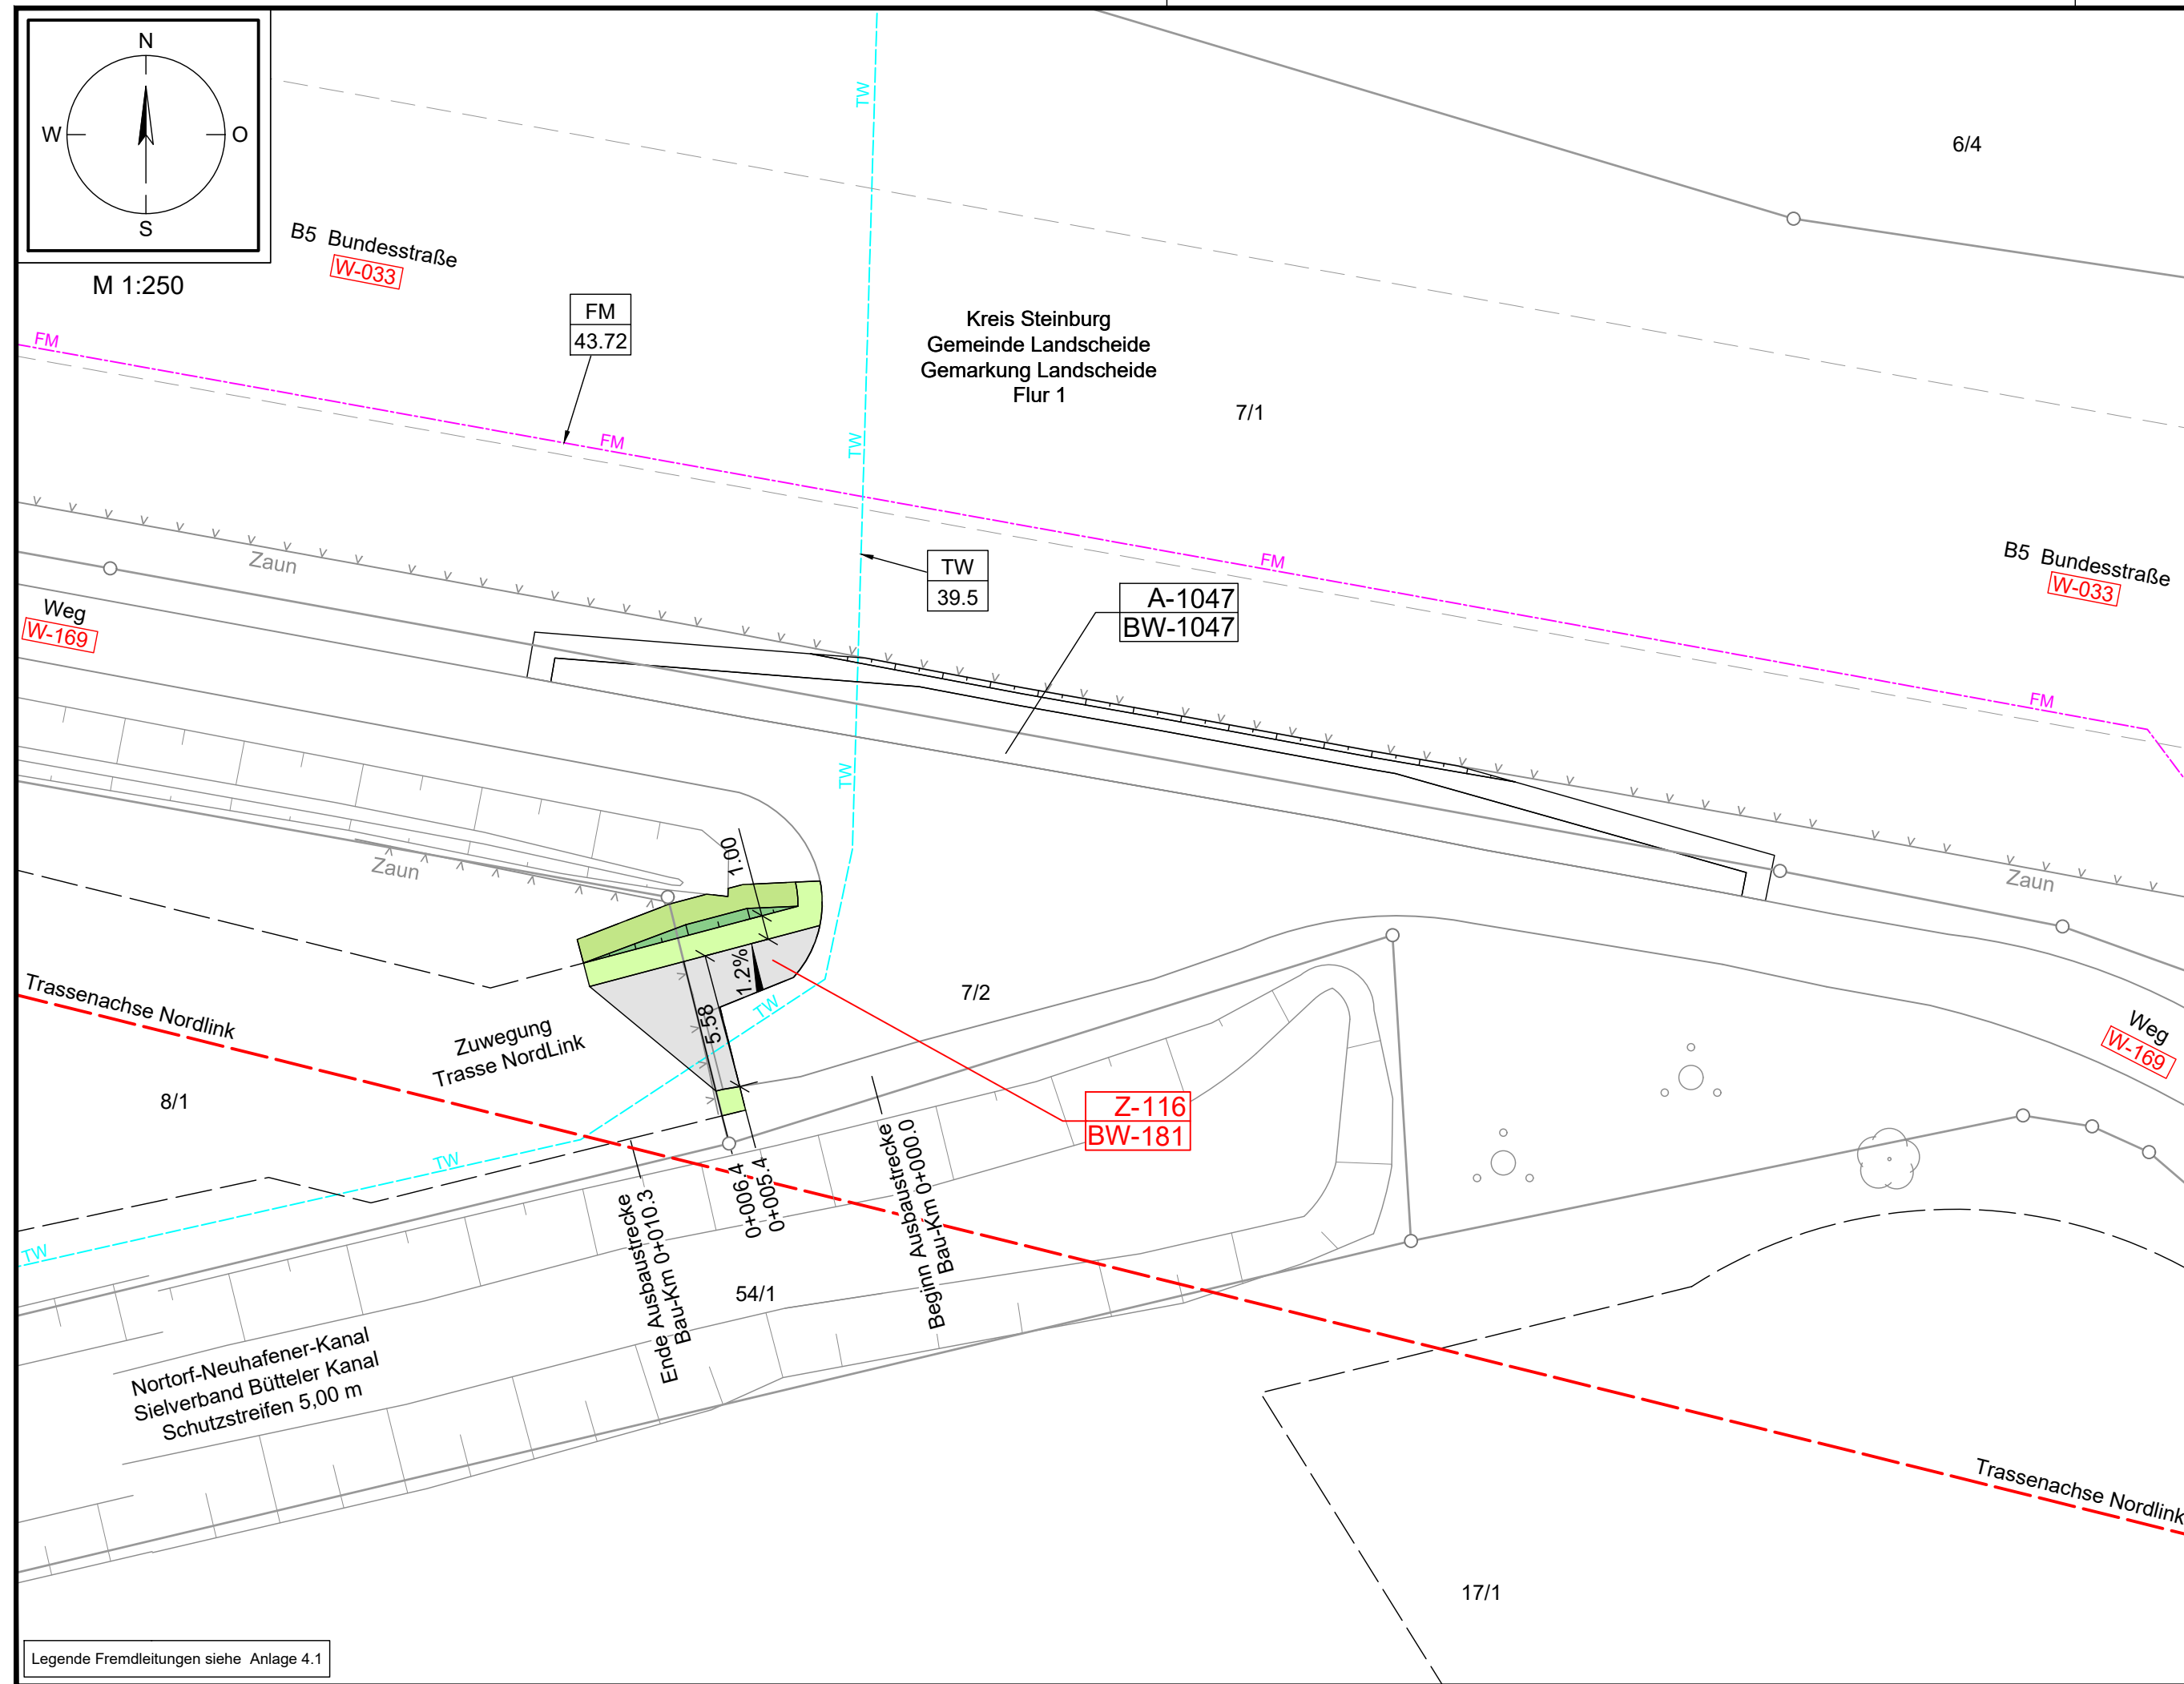 N
W
O
S
M 1:250
B5 Bundesstraße
W-033
FM
43.72
TW
6/4
Kreis Steinburg
Gemeinde Landscheide
Gemarkung Landscheide
Flur 1
7/1
FM
FM
TW
TW
39.5
FM
B5 Bundesstraße
W-033
A-1047
BW-1047
Zaun
Weg
W-169
FM
TW
Zaun
1.00
Zaun
1.2%
5.58
TW
7/2
Trassenachse Nordlink
Zuwegung
Trasse NordLink
8/1
Weg
W-169
Z-116
BW-181
TW
TW
0+006.4
0+005.4
Beginn Ausbaustrecke
Bau-Km 0+000.0
Ende Ausbaustrecke
Bau-Km 0+010.3
54/1
Nortorf-Neuhafener-Kanal
Sielverband Bütteler Kanal
Schutzstreifen 5,00 m
Trassenachse Nordlink
17/1
Legende Fremdleitungen siehe Anlage 4.1